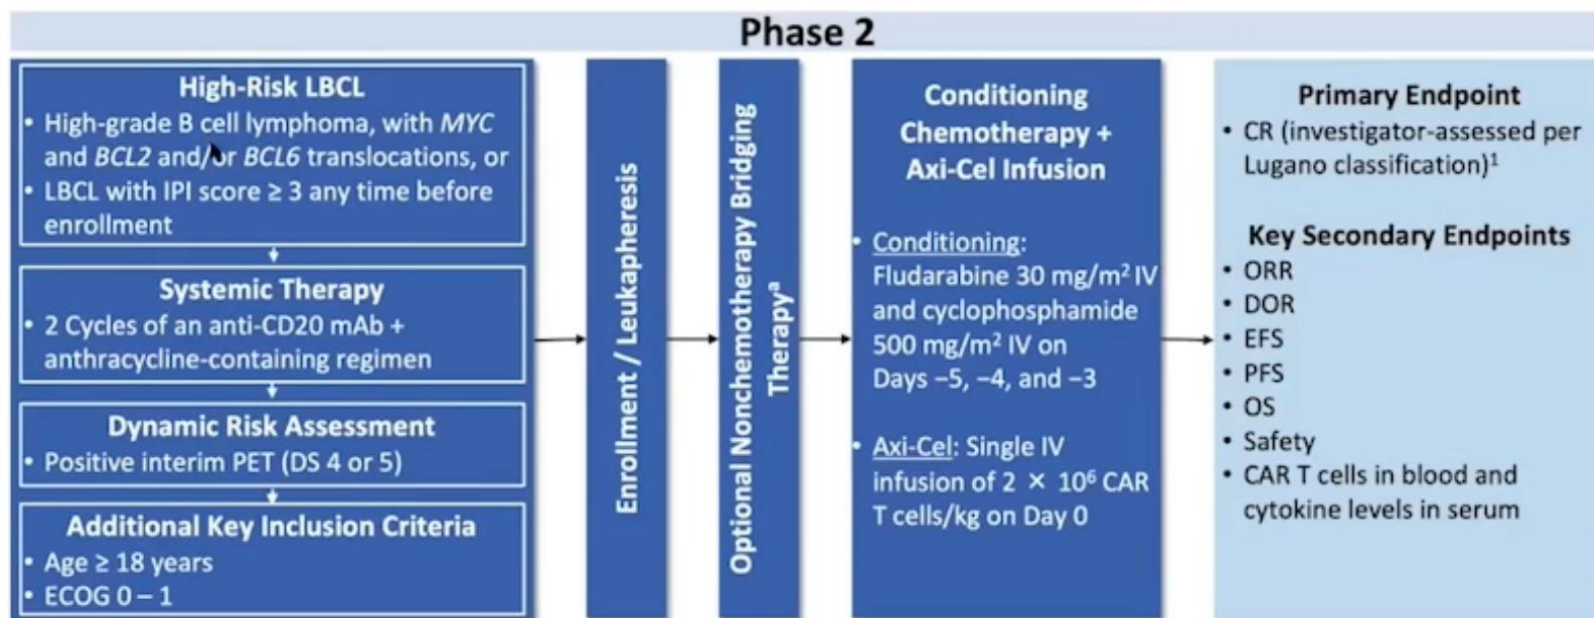 Phase 2
High-Risk LBCL
• High-grade B cell lymphoma, with MYC
and BCL2 and/or BCL6 translocations, or
• LBCL with IPI score ≥ 3 any time before
enrollment
Systemic Therapy
• 2 Cycles of an anti-CD20 mAb +
anthracycline-containing regimen
Dynamic Risk Assessment
• Positive interim PET (DS 4 or 5)
Additional Key Inclusion Criteria
• Age ≥ 18 years
• ECOG 0 – 1
Enrollment / Leukapheresis
Optional Nonchemotherapy Bridging
Therapyᵃ
Conditioning
Chemotherapy +
Axi-Cel Infusion
• Conditioning:
Fludarabine 30 mg/m² IV
and cyclophosphamide
500 mg/m² IV on
Days −5, −4, and −3
• Axi-Cel: Single IV
infusion of 2 × 10⁶ CAR
T cells/kg on Day 0
Primary Endpoint
• CR (investigator-assessed per
Lugano classification)¹
Key Secondary Endpoints
• ORR
• DOR
• EFS
• PFS
• OS
• Safety
• CAR T cells in blood and
cytokine levels in serum